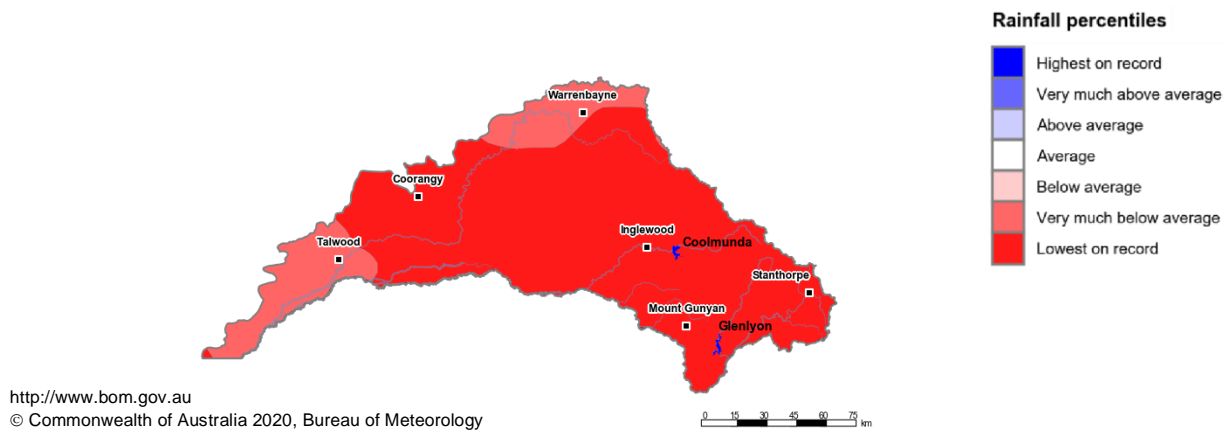 Rainfall percentiles
Highest on record
Very much above average
Above average
Average
Below average
Very much below average
Lowest on record
Warrenbayne
Coorangy
Talwood
Inglewood
Coolmunda
Stanthorpe
Mount Gunyan
Glenlyon
http://www.bom.gov.au
© Commonwealth of Australia 2020, Bureau of Meteorology
0 15 30 45 60 75
km